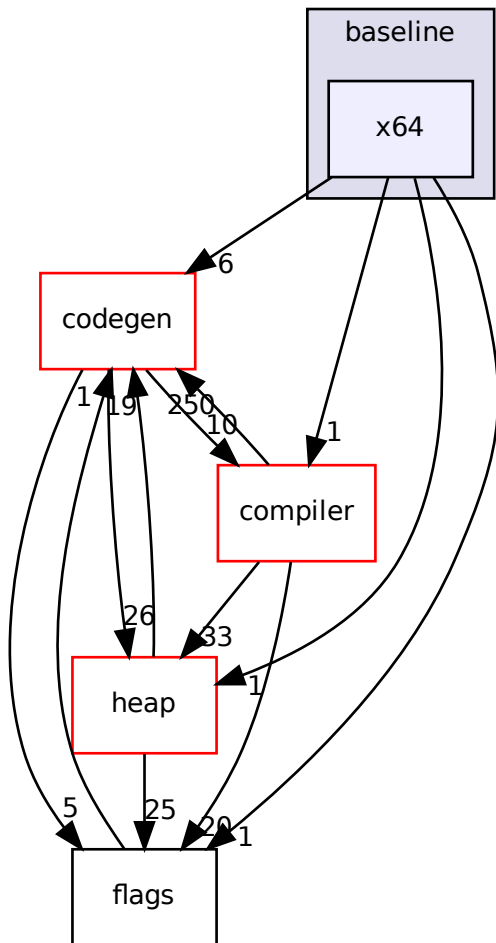 baseline
x64
6
codegen
1
19
250
10
1
compiler
26
33
1
heap
5
25
20
1
flags